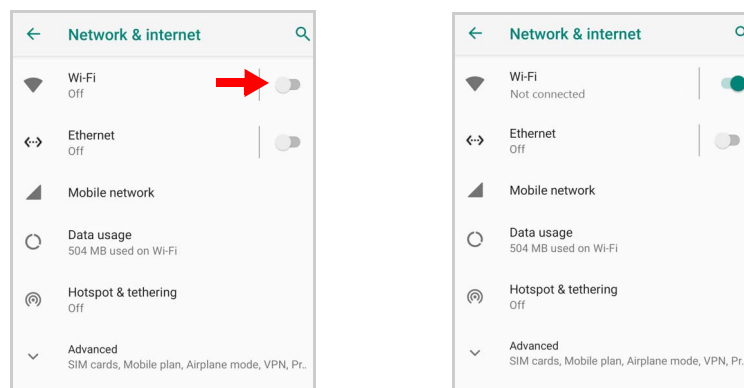 Network & internet
Wi-Fi
Off
Ethernet
Off
Mobile network
Data usage
504 MB used on Wi-Fi
Hotspot & tethering
Off
Advanced
SIM cards, Mobile plan, Airplane mode, VPN, Pr..
Network & internet
Wi-Fi
Not connected
Ethernet
Off
Mobile network
Data usage
504 MB used on Wi-Fi
Hotspot & tethering
Off
Advanced
SIM cards, Mobile plan, Airplane mode, VPN, Pr.